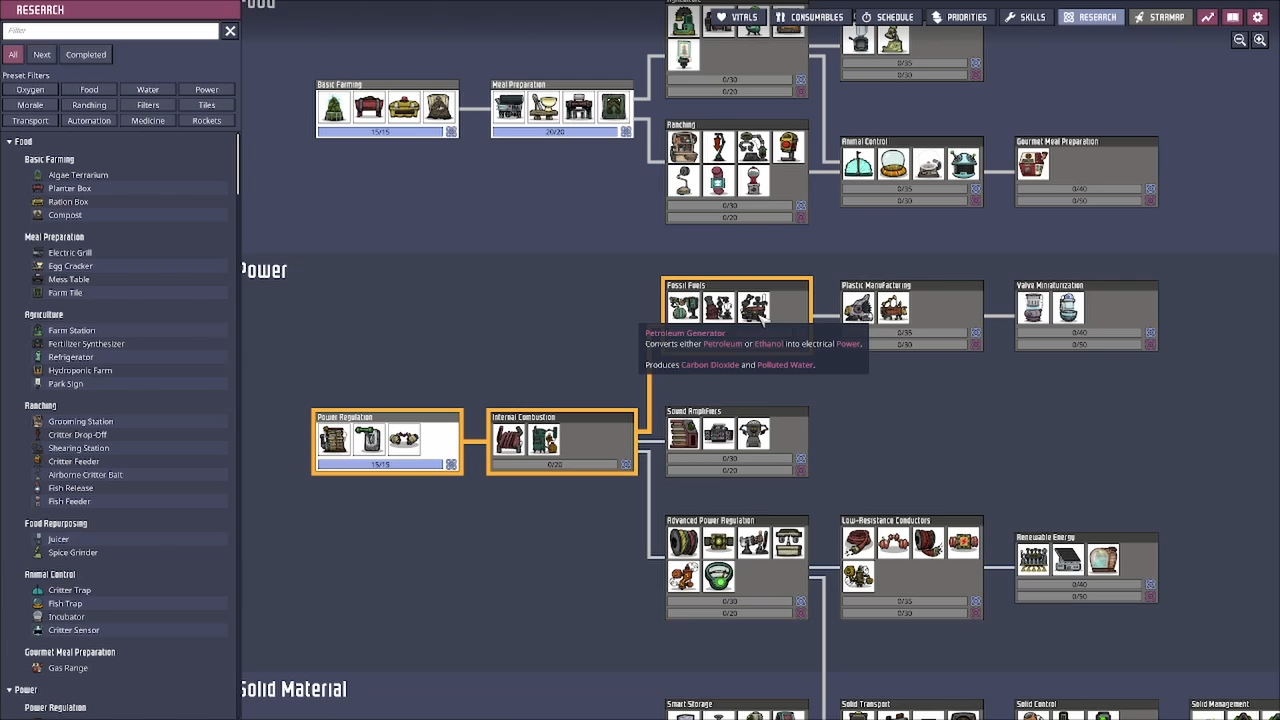 RESEARCH
VITALS
CONSUMABLES
SCHEDULE
PRIORITIES
SKILLS
RESEARCH
STARMAP
Filter
All
Next
Completed
Preset Filters
Oxygen
Food
Water
Power
Morale
Ranching
Filters
Tiles
Transport
Automation
Medicine
Rockets
Food
Basic Farming
Algae Terrarium
Planter Box
Ration Box
Compost
Meal Preparation
Electric Grill
Egg Cracker
Mess Table
Farm Tile
Agriculture
Farm Station
Fertilizer Synthesizer
Refrigerator
Hydroponic Farm
Park Sign
Ranching
Grooming Station
Critter Drop-Off
Shearing Station
Critter Feeder
Airborne Critter Bait
Fish Release
Fish Feeder
Food Repurposing
Juicer
Spice Grinder
Animal Control
Critter Trap
Fish Trap
Incubator
Critter Sensor
Gourmet Meal Preparation
Gas Range
Power
Power Regulation
0/30
0/20
0/35
0/30
Basic Farming
15/15
Meal Preparation
20/20
Ranching
0/30
0/20
Animal Control
0/35
0/30
Gourmet Meal Preparation
0/40
0/50
Power
Fossil Fuels
Plastic Manufacturing
0/35
0/30
Valve Miniaturization
0/40
0/50
Petroleum Generator
Converts either Petroleum or Ethanol into electrical Power.
Produces Carbon Dioxide and Polluted Water.
Power Regulation
15/15
Internal Combustion
0/20
Sound Amplifiers
0/30
0/20
Advanced Power Regulation
0/30
0/20
Low-Resistance Conductors
0/35
0/30
Renewable Energy
0/40
0/50
Solid Material
Smart Storage
Solid Transport
Solid Control
Solid Management